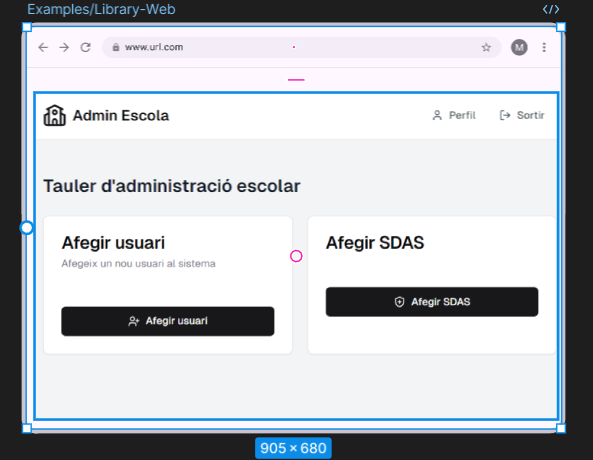 Examples/Library-Web
www.url.com
M
Admin Escola
Perfil
Sortir
Tauler d'administració escolar
Afegir usuari
Afegeix un nou usuari al sistema
Afegir usuari
Afegir SDAS
Afegir SDAS
905 × 680